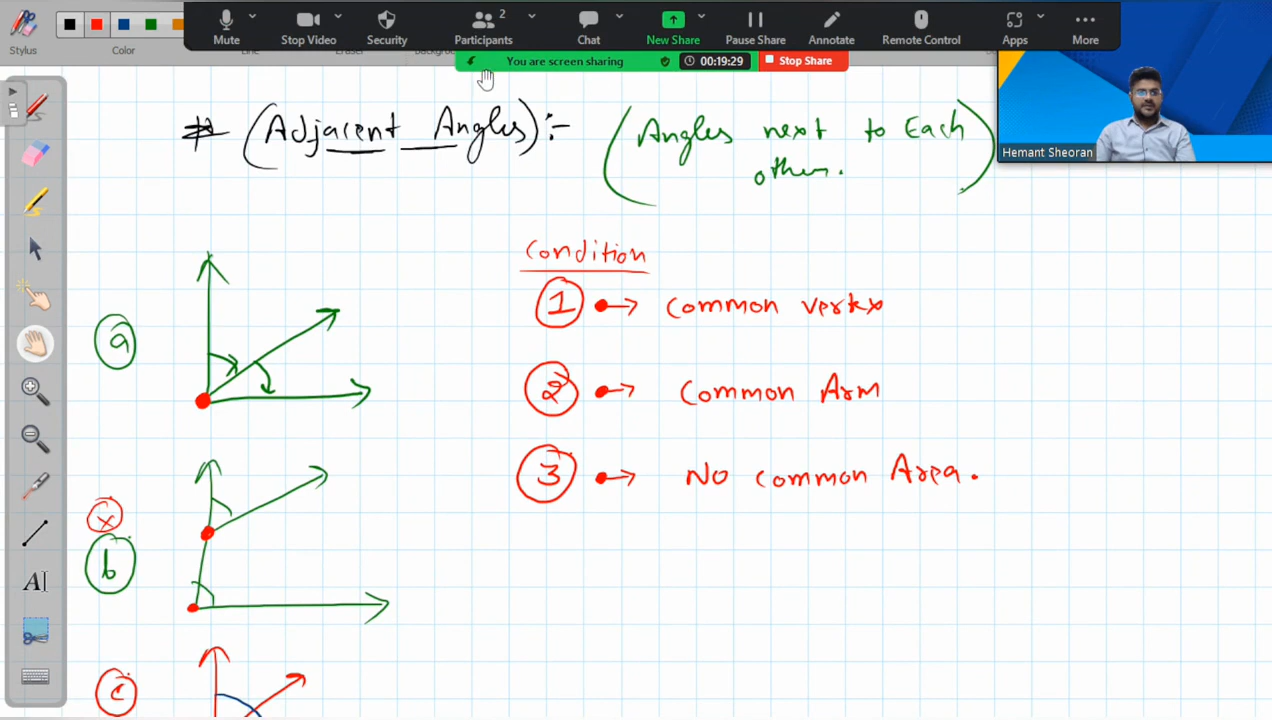 Stylus
Color
Mute
Stop Video
Security
Participants
2
Chat
New Share
Pause Share
Annotate
Remote Control
Apps
More
You are screen sharing
00:19:29
Stop Share
Hemant Sheoran
# (Adjacent Angles) :-
(Angles next to Each
other.)
Condition
1 → Common vertex
2 → Common Arm
3 → No common Area.
a
x
b
c
AI